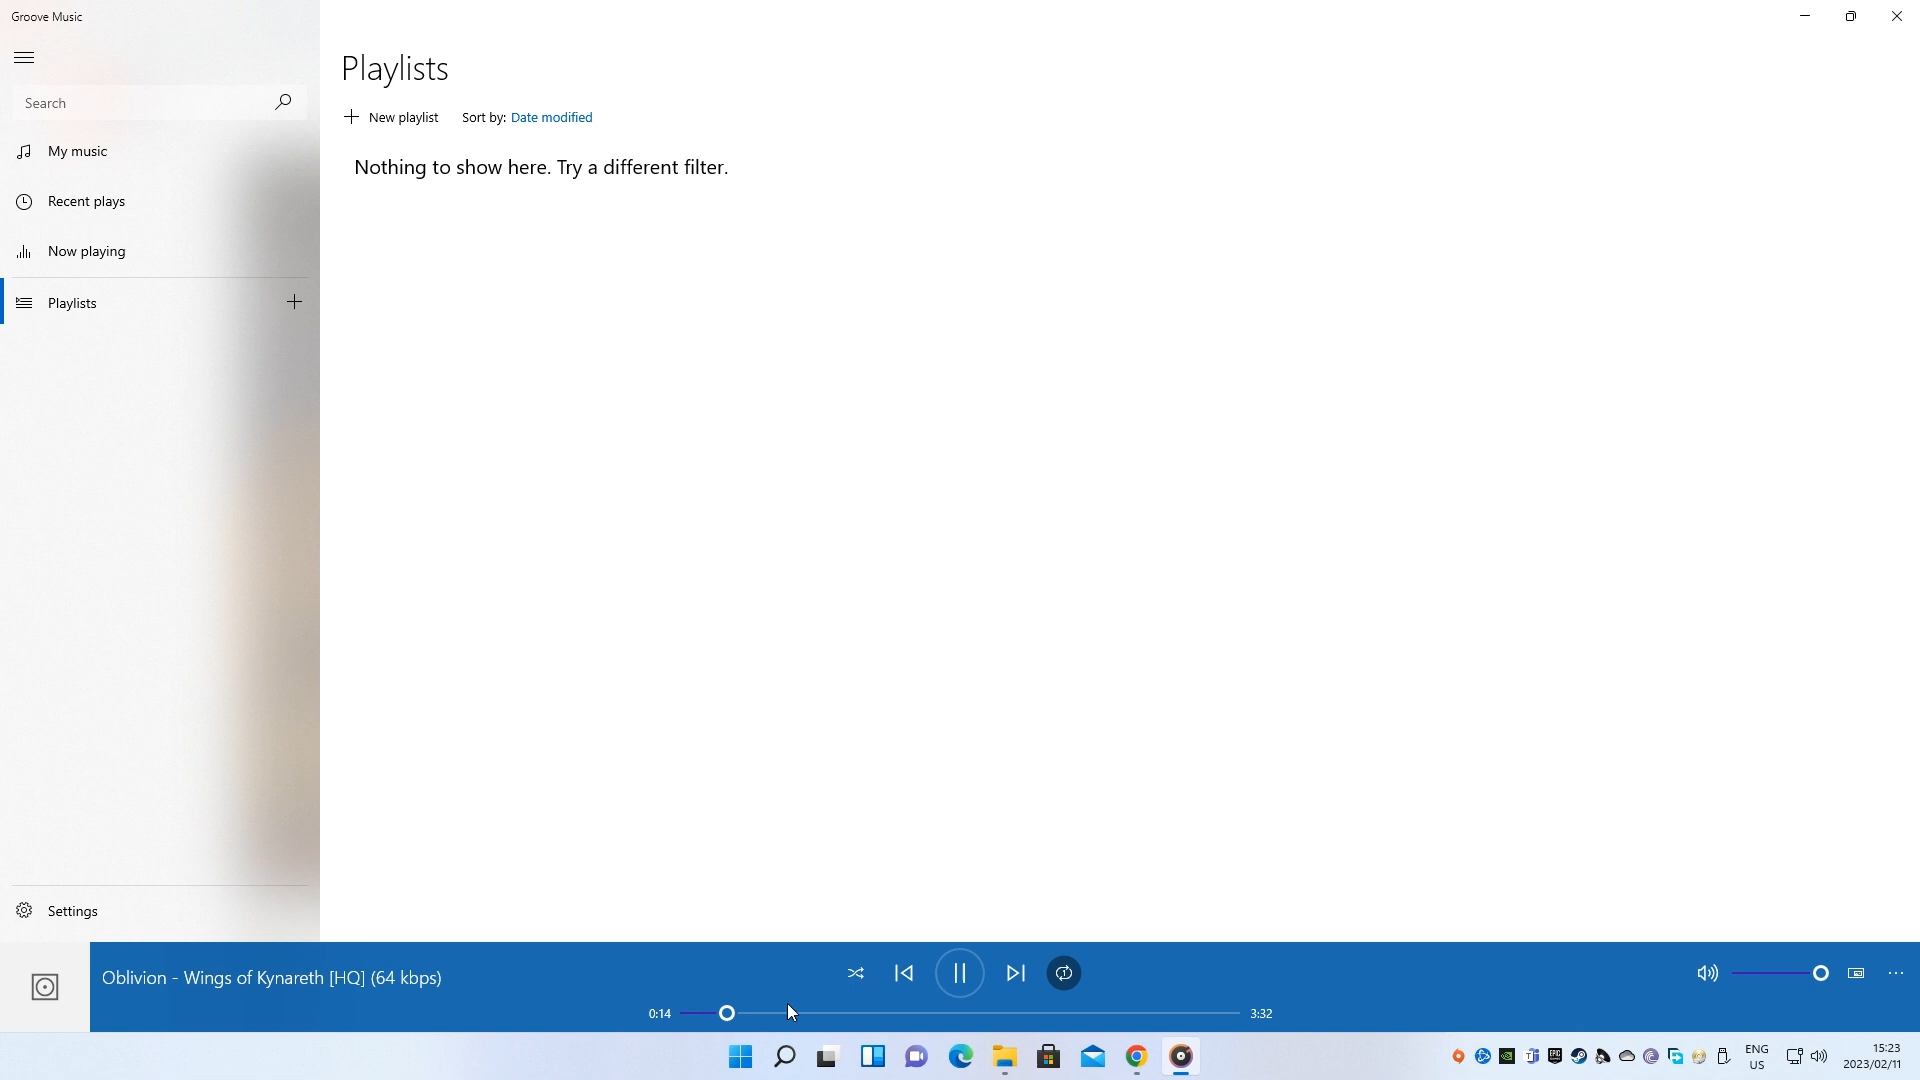 Groove Music
Search
My music
Recent plays
Now playing
Playlists
Settings
Playlists
New playlist Sort by: Date modified
Nothing to show here. Try a different filter.
Oblivion - Wings of Kynareth [HQ] (64 kbps)
1
0:14 3:32
EPIC
ENG
US
15:23
2023/02/11